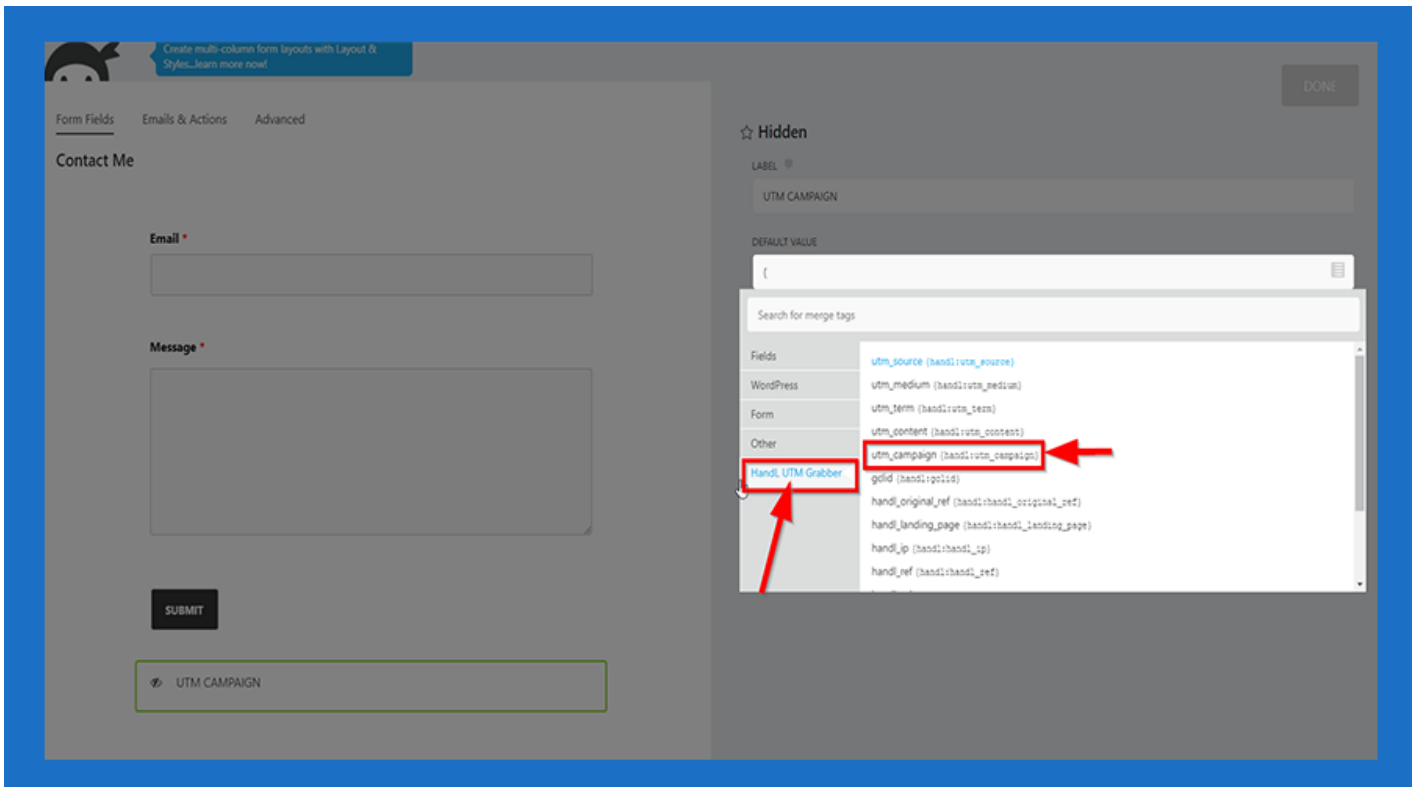 Create multi-column form layouts with Layout &
Styles...learn more now!
DONE
Form Fields
Emails & Actions
Advanced
Contact Me
Email *
Message *
SUBMIT
UTM CAMPAIGN
Hidden
LABEL
UTM CAMPAIGN
DEFAULT VALUE
{
Search for merge tags
Fields
WordPress
Form
Other
HandL UTM Grabber
utm_source {handl:utm_source}
utm_medium {handl:utm_medium}
utm_term {handl:utm_term}
utm_content {handl:utm_content}
utm_campaign {handl:utm_campaign}
gclid {handl:gclid}
handl_original_ref {handl:handl_original_ref}
handl_landing_page {handl:handl_landing_page}
handl_ip {handl:handl_ip}
handl_ref {handl:handl_ref}